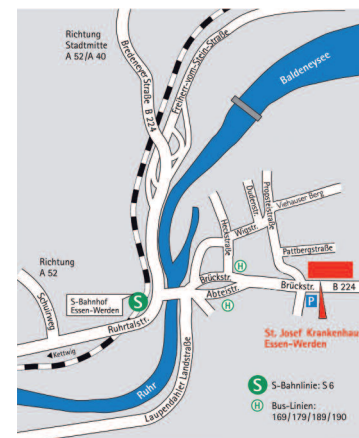 Richtung
Stadtmitte
A 52/A 40
Bredeneyer
Straße B 224
Freiherr-vom-Stein-Straße
Baldeneysee
Heckstraße
Dudenstr.
Propsteistraße
Viehauser Berg
Wigstr.
Pattbergstraße
Richtung
A 52
Schuirweg
S-Bahnhof
Essen-Werden
S
H
Brückstr.
Abteistr.
H
Brückstr.
B 224
P
Ruhrtalstr.
Kettwig
Ruhr
Laupendahler Landstraße
St. Josef Krankenhau
Essen-Werden
S S-Bahnlinie: S 6
H Bus-Linien:
169/179/189/190